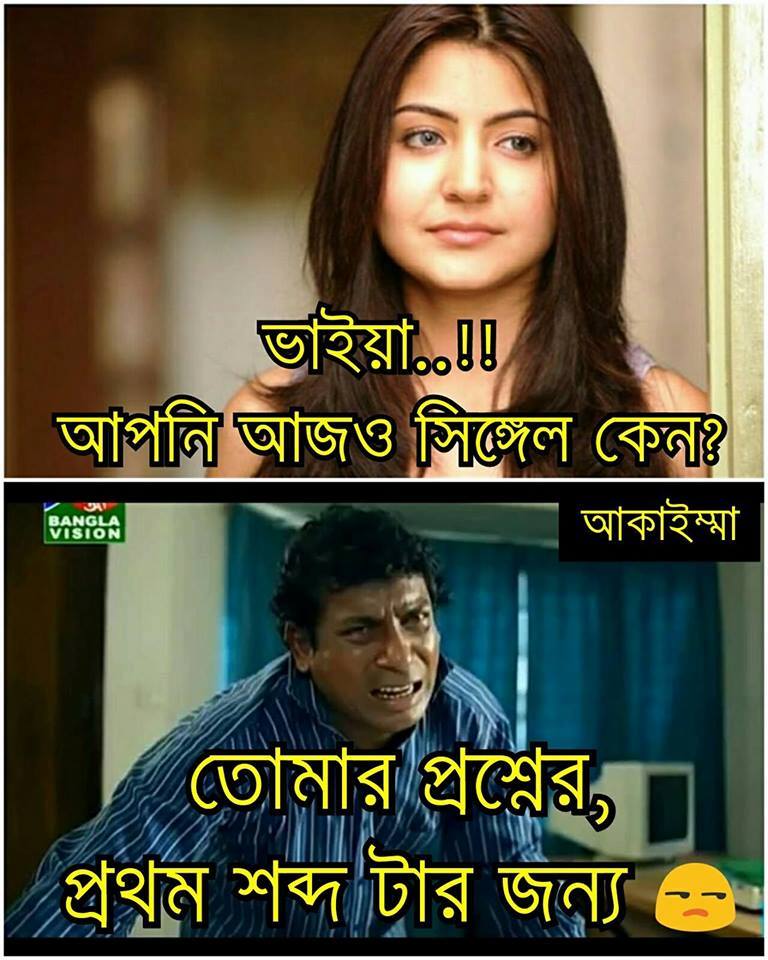 ভাইয়া..!!
আপনি আজও সিঙ্গেল কেন?
BANGLA
VISION
আকাইম্মা
তোমার প্রশ্নের,
প্রথম শব্দ টার জন্য